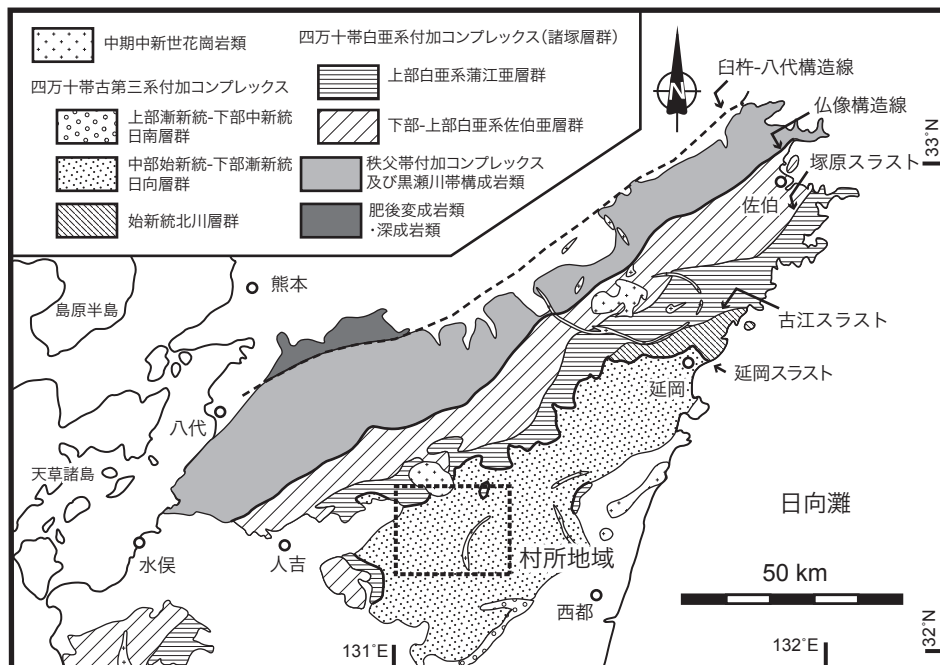 中期中新世花崗岩類
四万十帯古第三系付加コンプレックス
上部漸新統-下部中新統
日南層群
中部始新統-下部漸新統
日向層群
始新統北川層群
四万十帯白亜系付加コンプレックス(諸塚層群)
上部白亜系蒲江亜層群
下部-上部白亜系佐伯亜層群
秩父帯付加コンプレックス
及び黒瀬川帯構成岩類
肥後変成岩類
・深成岩類
N
臼杵-八代構造線
仏像構造線
33˚N
塚原スラスト
佐伯
熊本
島原半島
古江スラスト
延岡スラスト
延岡
八代
天草諸島
日向灘
水俣
人吉
村所地域
50 km
西都
131˚E
132˚E
32˚N